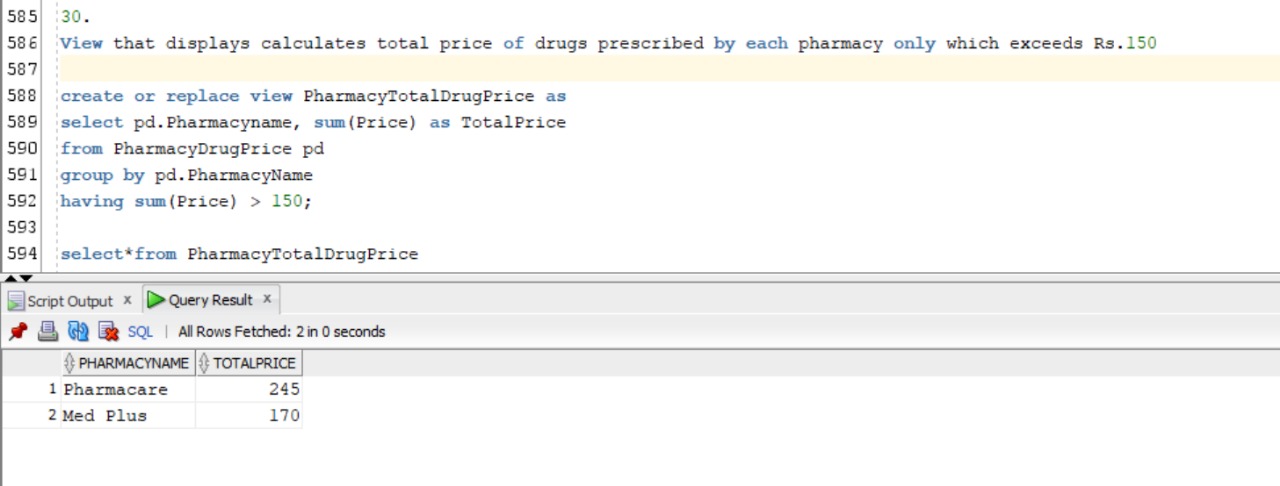 585 30.
586 View that displays calculates total price of drugs prescribed by each pharmacy only which exceeds Rs.150
587
588 create or replace view PharmacyTotalDrugPrice as
589 select pd.Pharmacyname, sum(Price) as TotalPrice
590 from PharmacyDrugPrice pd
591 group by pd.PharmacyName
592 having sum(Price) > 150;
593
594 select*from PharmacyTotalDrugPrice
Script Output x Query Result x
SQL | All Rows Fetched: 2 in 0 seconds
PHARMACYNAME TOTALPRICE
1 Pharmacare 245
2 Med Plus 170